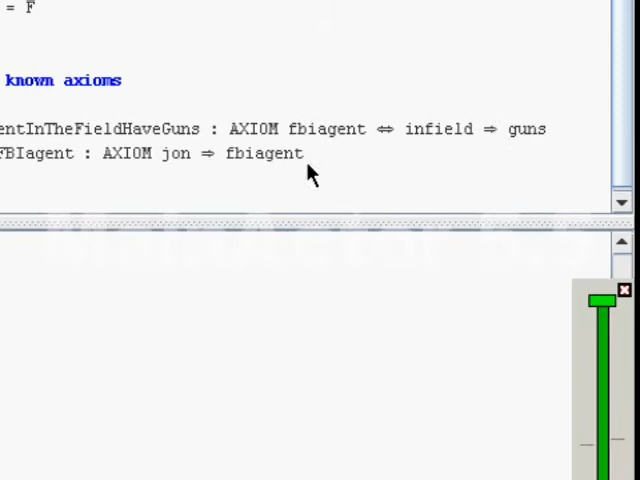 = F
known axioms
entInTheFieldHaveGuns : AXIOM fbiagent ⇔ infield ⇒ guns
FBIagent : AXIOM jon ⇒ fbiagent